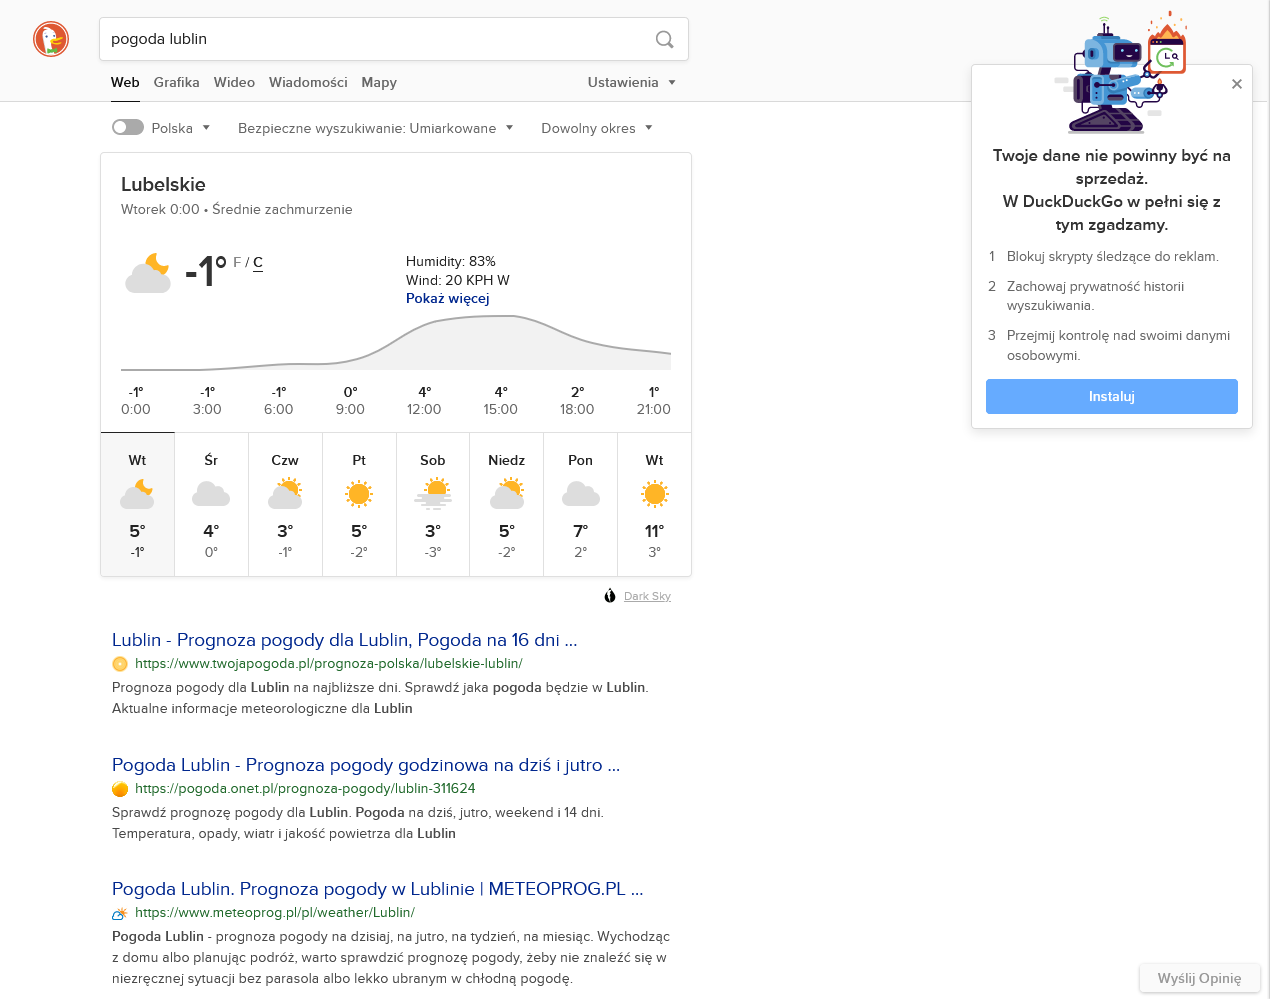 pogoda lublin
Web Grafika Wideo Wiadomości Mapy Ustawienia
Polska Bezpieczne wyszukiwanie: Umiarkowane Dowolny okres
Lubelskie
Wtorek 0:00 • Średnie zachmurzenie
-1° F / C
Humidity: 83%
Wind: 20 KPH W
Pokaż więcej
-1° -1° -1° 0° 4° 4° 2° 1°
0:00 3:00 6:00 9:00 12:00 15:00 18:00 21:00
Wt Śr Czw Pt Sob Niedz Pon Wt
5° 4° 3° 5° 3° 5° 7° 11°
-1° 0° -1° -2° -3° -2° 2° 3°
Dark Sky
Lublin - Prognoza pogody dla Lublin, Pogoda na 16 dni ...
https://www.twojapogoda.pl/prognoza-polska/lubelskie-lublin/
Prognoza pogody dla Lublin na najbliższe dni. Sprawdź jaka pogoda będzie w Lublin.
Aktualne informacje meteorologiczne dla Lublin
Pogoda Lublin - Prognoza pogody godzinowa na dziś i jutro ...
https://pogoda.onet.pl/prognoza-pogody/lublin-311624
Sprawdź prognozę pogody dla Lublin. Pogoda na dziś, jutro, weekend i 14 dni.
Temperatura, opady, wiatr i jakość powietrza dla Lublin
Pogoda Lublin. Prognoza pogody w Lublinie | METEOPROG.PL ...
https://www.meteoprog.pl/pl/weather/Lublin/
Pogoda Lublin - prognoza pogody na dzisiaj, na jutro, na tydzień, na miesiąc. Wychodząc
z domu albo planując podróż, warto sprawdzić prognozę pogody, żeby nie znaleźć się w
niezręcznej sytuacji bez parasola albo lekko ubranym w chłodną pogodę.
Twoje dane nie powinny być na
sprzedaż.
W DuckDuckGo w pełni się z
tym zgadzamy.
1 Blokuj skrypty śledzące do reklam.
2 Zachowaj prywatność historii
wyszukiwania.
3 Przejmij kontrolę nad swoimi danymi
osobowymi.
Instaluj
Wyślij Opinię